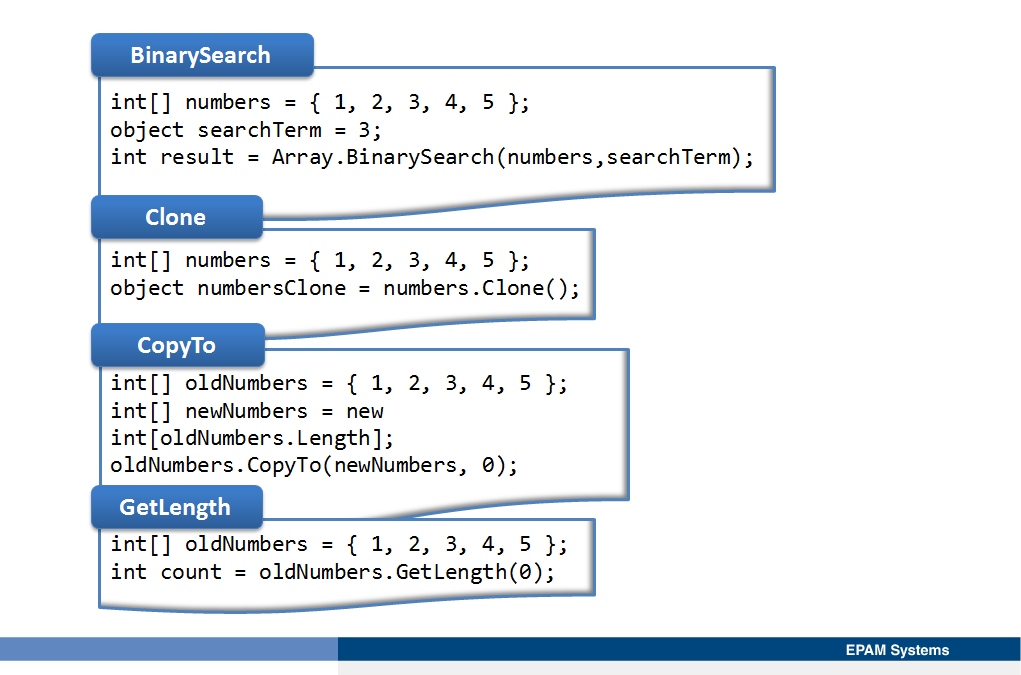 BinarySearch
int[] numbers = { 1, 2, 3, 4, 5 };
object searchTerm = 3;
int result = Array.BinarySearch(numbers,searchTerm);
Clone
int[] numbers = { 1, 2, 3, 4, 5 };
object numbersClone = numbers.Clone();
CopyTo
int[] oldNumbers = { 1, 2, 3, 4, 5 };
int[] newNumbers = new
int[oldNumbers.Length];
oldNumbers.CopyTo(newNumbers, 0);
GetLength
int[] oldNumbers = { 1, 2, 3, 4, 5 };
int count = oldNumbers.GetLength(0);
EPAM Systems